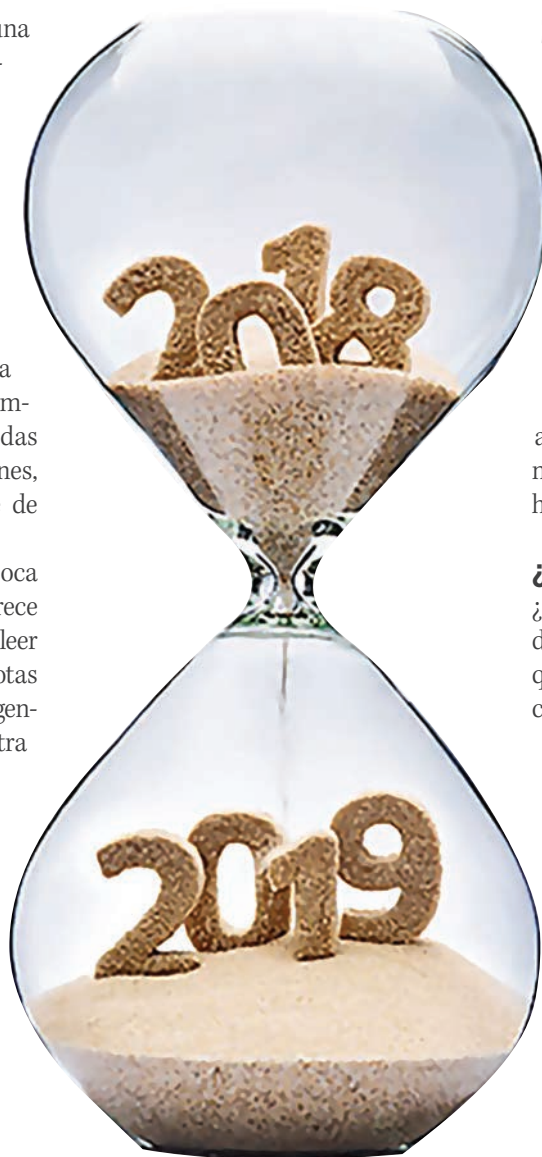 una
-
a
m-
das
nes,
de
oca
rece
leer
otas
gen-
tra
2018
2019
a
n
h
¿
¿
d
q
c